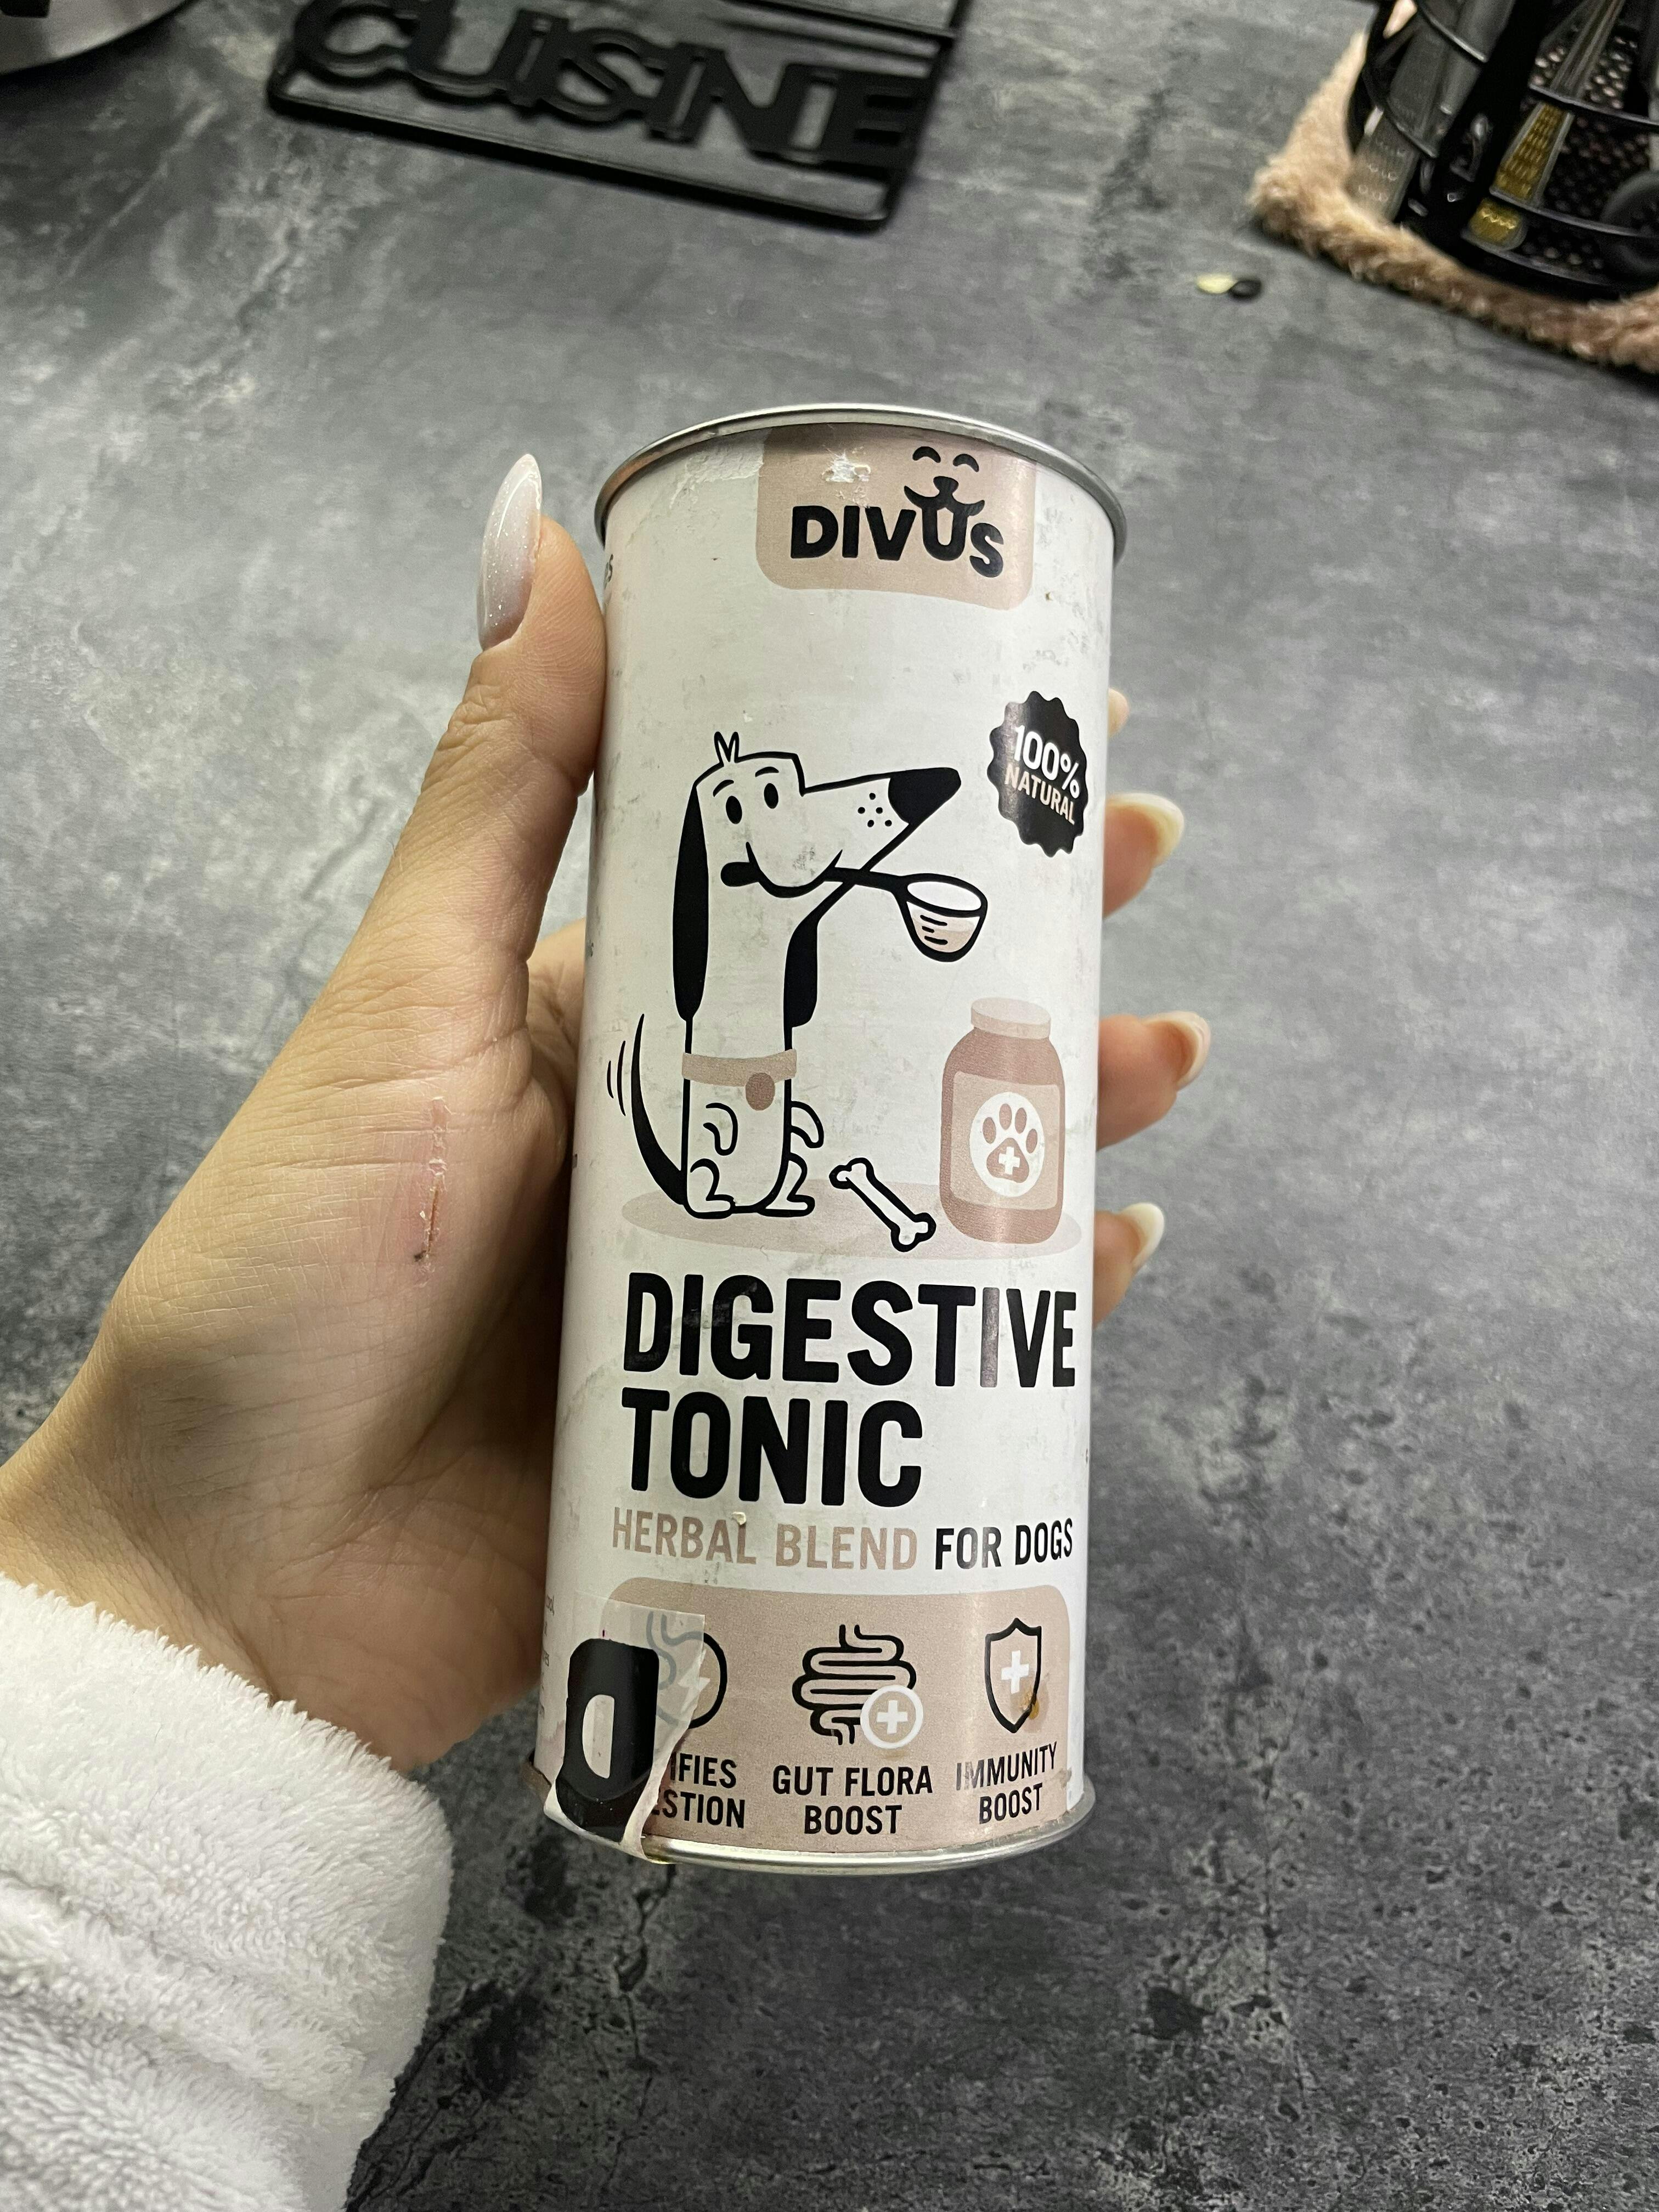 CUISINE
DIVUS
100%
NATURAL
DIGESTIVE
TONIC
HERBAL BLEND FOR DOGS
GUT FLORA
BOOST
IMMUNITY
BOOST